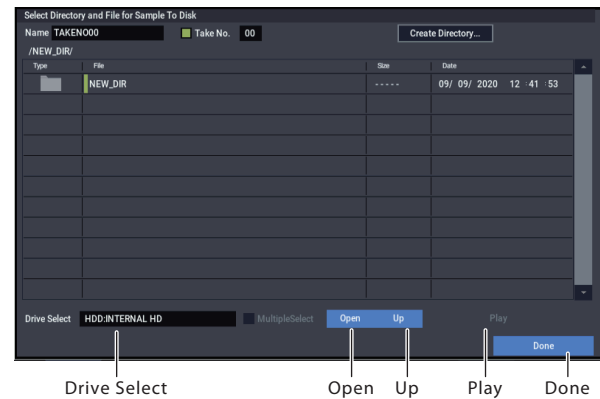 Select Directory and File for Sample To Disk
Name TAKENO00 Take No. 00 Create Directory...
/NEW_DIR/
Type File Size Date
NEW_DIR ----- 09/ 09/ 2020 12 :41 :53
Drive Select HDD:INTERNAL HD MultipleSelect Open Up Play
Done
Drive Select Open Up Play Done